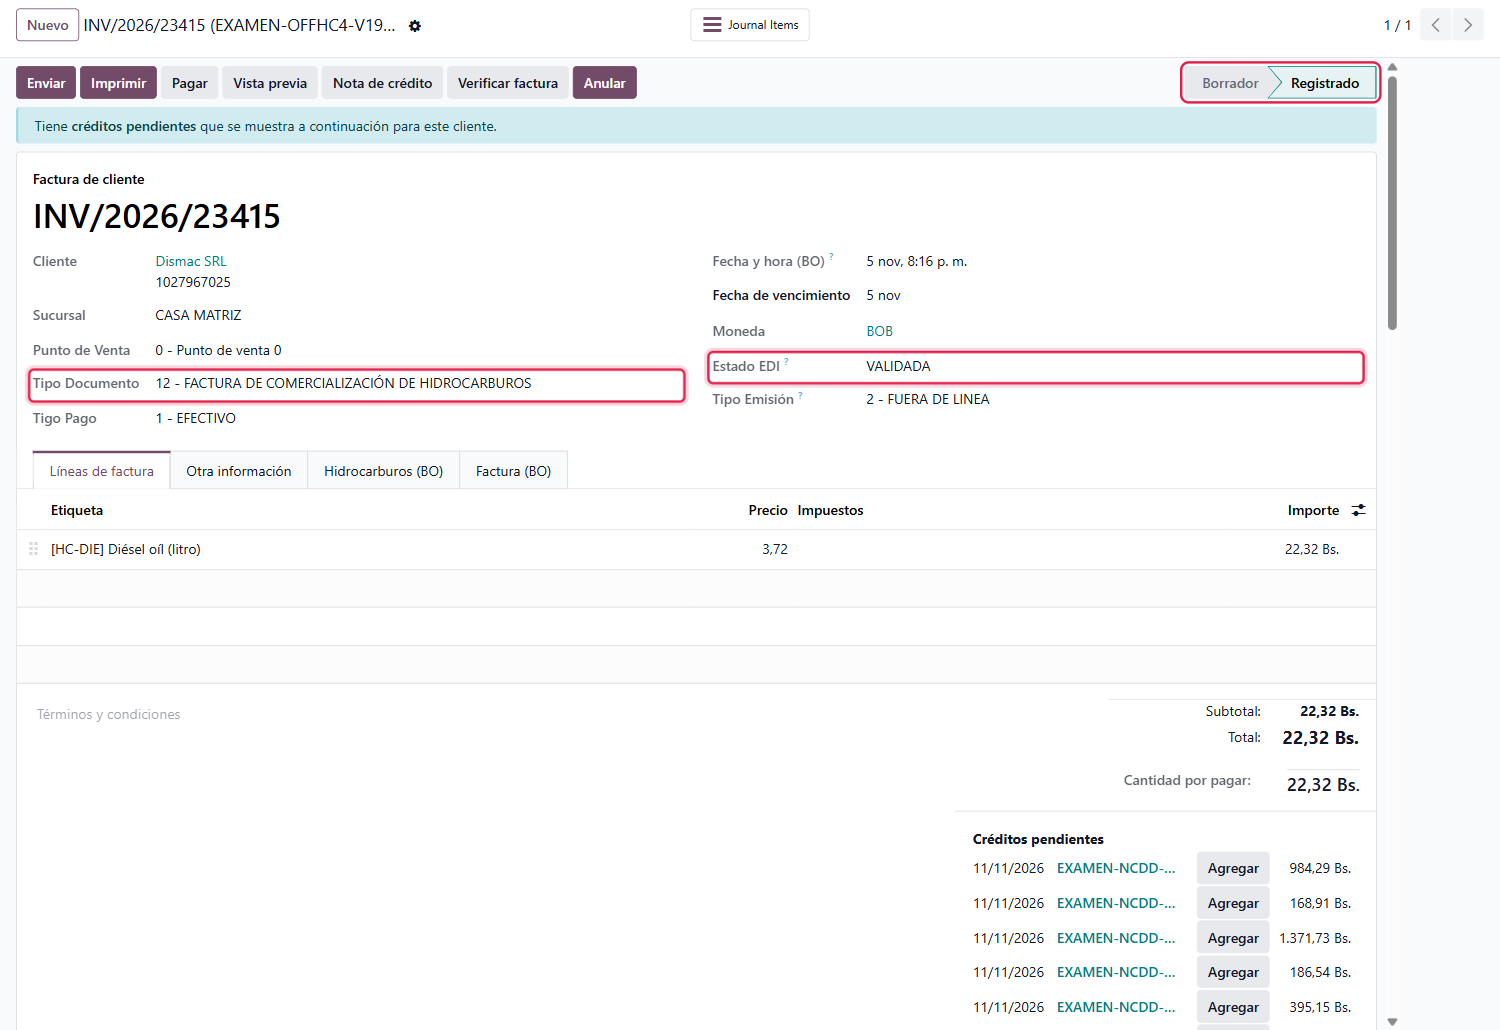 Nuevo INV/2026/23415 (EXAMEN-OFFHC4-V19...
Journal Items
1 / 1
Enviar Imprimir Pagar Vista previa Nota de crédito Verificar factura Anular
Borrador Registrado
Tiene créditos pendientes que se muestra a continuación para este cliente.
Factura de cliente
INV/2026/23415
Cliente Dismac SRL
1027967025
Sucursal CASA MATRIZ
Punto de Venta 0 - Punto de venta 0
Tipo Documento 12 - FACTURA DE COMERCIALIZACIÓN DE HIDROCARBUROS
Tigo Pago 1 - EFECTIVO
Fecha y hora (BO) ? 5 nov, 8:16 p. m.
Fecha de vencimiento 5 nov
Moneda BOB
Estado EDI ? VALIDADA
Tipo Emisión ? 2 - FUERA DE LINEA
Líneas de factura Otra información Hidrocarburos (BO) Factura (BO)
Etiqueta Precio Impuestos Importe
[HC-DIE] Diésel oíl (litro) 3,72 22,32 Bs.
Términos y condiciones
Subtotal: 22,32 Bs.
Total: 22,32 Bs.
Cantidad por pagar: 22,32 Bs.
Créditos pendientes
11/11/2026 EXAMEN-NCDD-... Agregar 984,29 Bs.
11/11/2026 EXAMEN-NCDD-... Agregar 168,91 Bs.
11/11/2026 EXAMEN-NCDD-... Agregar 1.371,73 Bs.
11/11/2026 EXAMEN-NCDD-... Agregar 186,54 Bs.
11/11/2026 EXAMEN-NCDD-... Agregar 395,15 Bs.